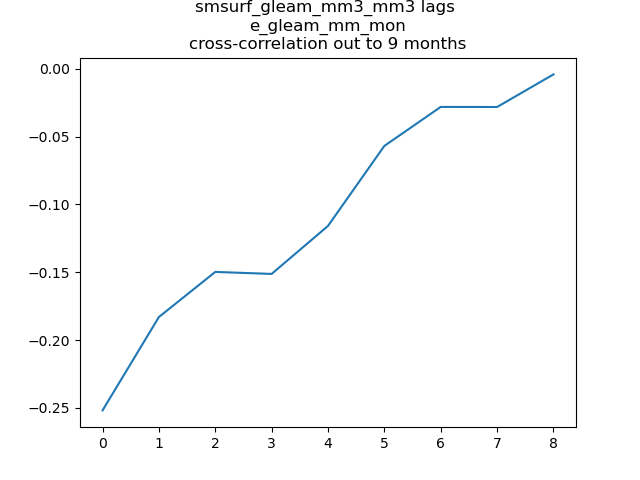 smsurf_gleam_mm3_mm3 lags
e_gleam_mm_mon
cross-correlation out to 9 months
0.00
−0.05
−0.10
−0.15
−0.20
−0.25
0 1 2 3 4 5 6 7 8